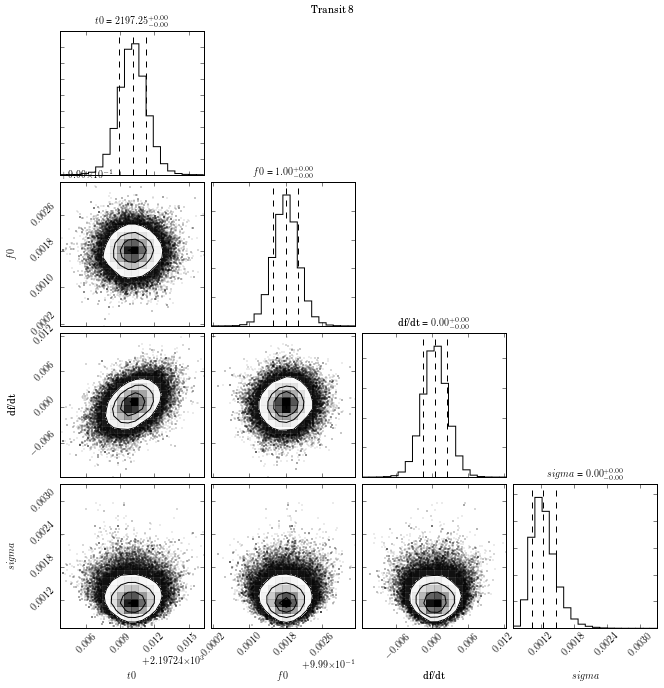 Transit 8
t0 = 2197.25+0.00−0.00
f0 = 1.00+0.00−0.00
f0
0.0026
0.0018
0.0010
0.0002
df/dt = 0.00+0.00−0.00
df/dt
0.012
0.006
0.000
−0.006
sigma = 0.00+0.00−0.00
sigma
0.0030
0.0024
0.0018
0.0012
0.006 0.009 0.012 0.015
0.0002 0.0010 0.0018 0.0026
−0.006 0.000 0.006 0.012
0.0012 0.0018 0.0024 0.0030
+9.99×10−1
t0 f0 df/dt sigma